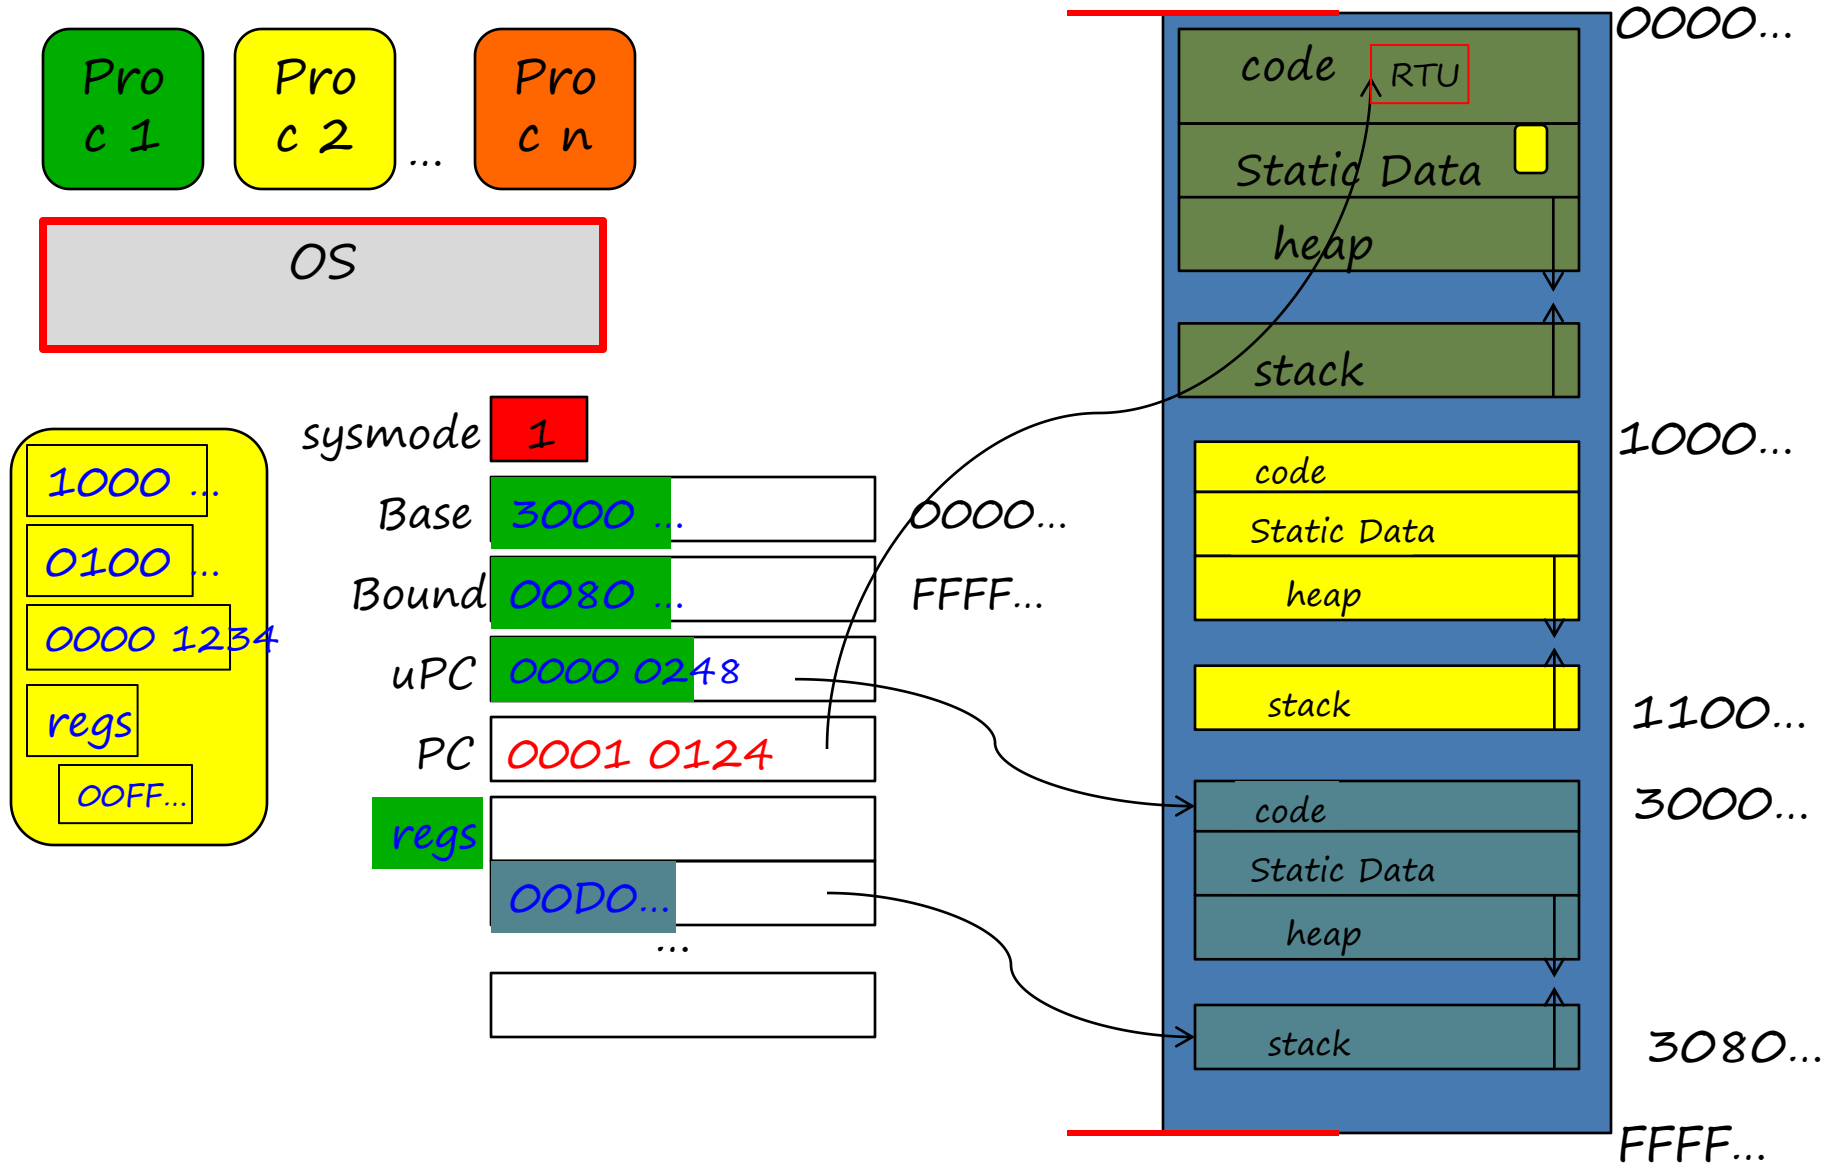 Pro
c 1
Pro
c 2
...
Pro
c n
OS
1000 ...
0100 ...
0000 1234
regs
00FF...
sysmode 1
Base 3000 ... 0000...
Bound 0080 ... FFFF...
uPC 0000 0248
PC 0001 0124
regs
00D0...
...
0000...
code RTU
Static Data
heap
stack
1000...
code
Static Data
heap
stack
1100...
3000...
code
Static Data
heap
stack
3080...
FFFF...